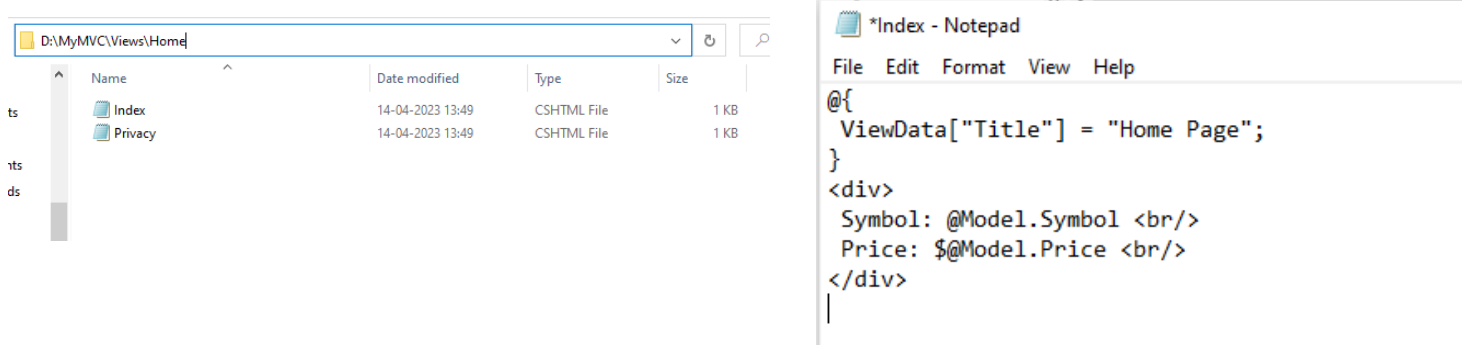 D:\MyMVC\Views\Home
Name Date modified Type Size
Index 14-04-2023 13:49 CSHTML File 1 KB
Privacy 14-04-2023 13:49 CSHTML File 1 KB
ts
nts
ds
*Index - Notepad
File Edit Format View Help
@{
 ViewData["Title"] = "Home Page";
}
<div>
 Symbol: @Model.Symbol <br/>
 Price: $@Model.Price <br/>
</div>